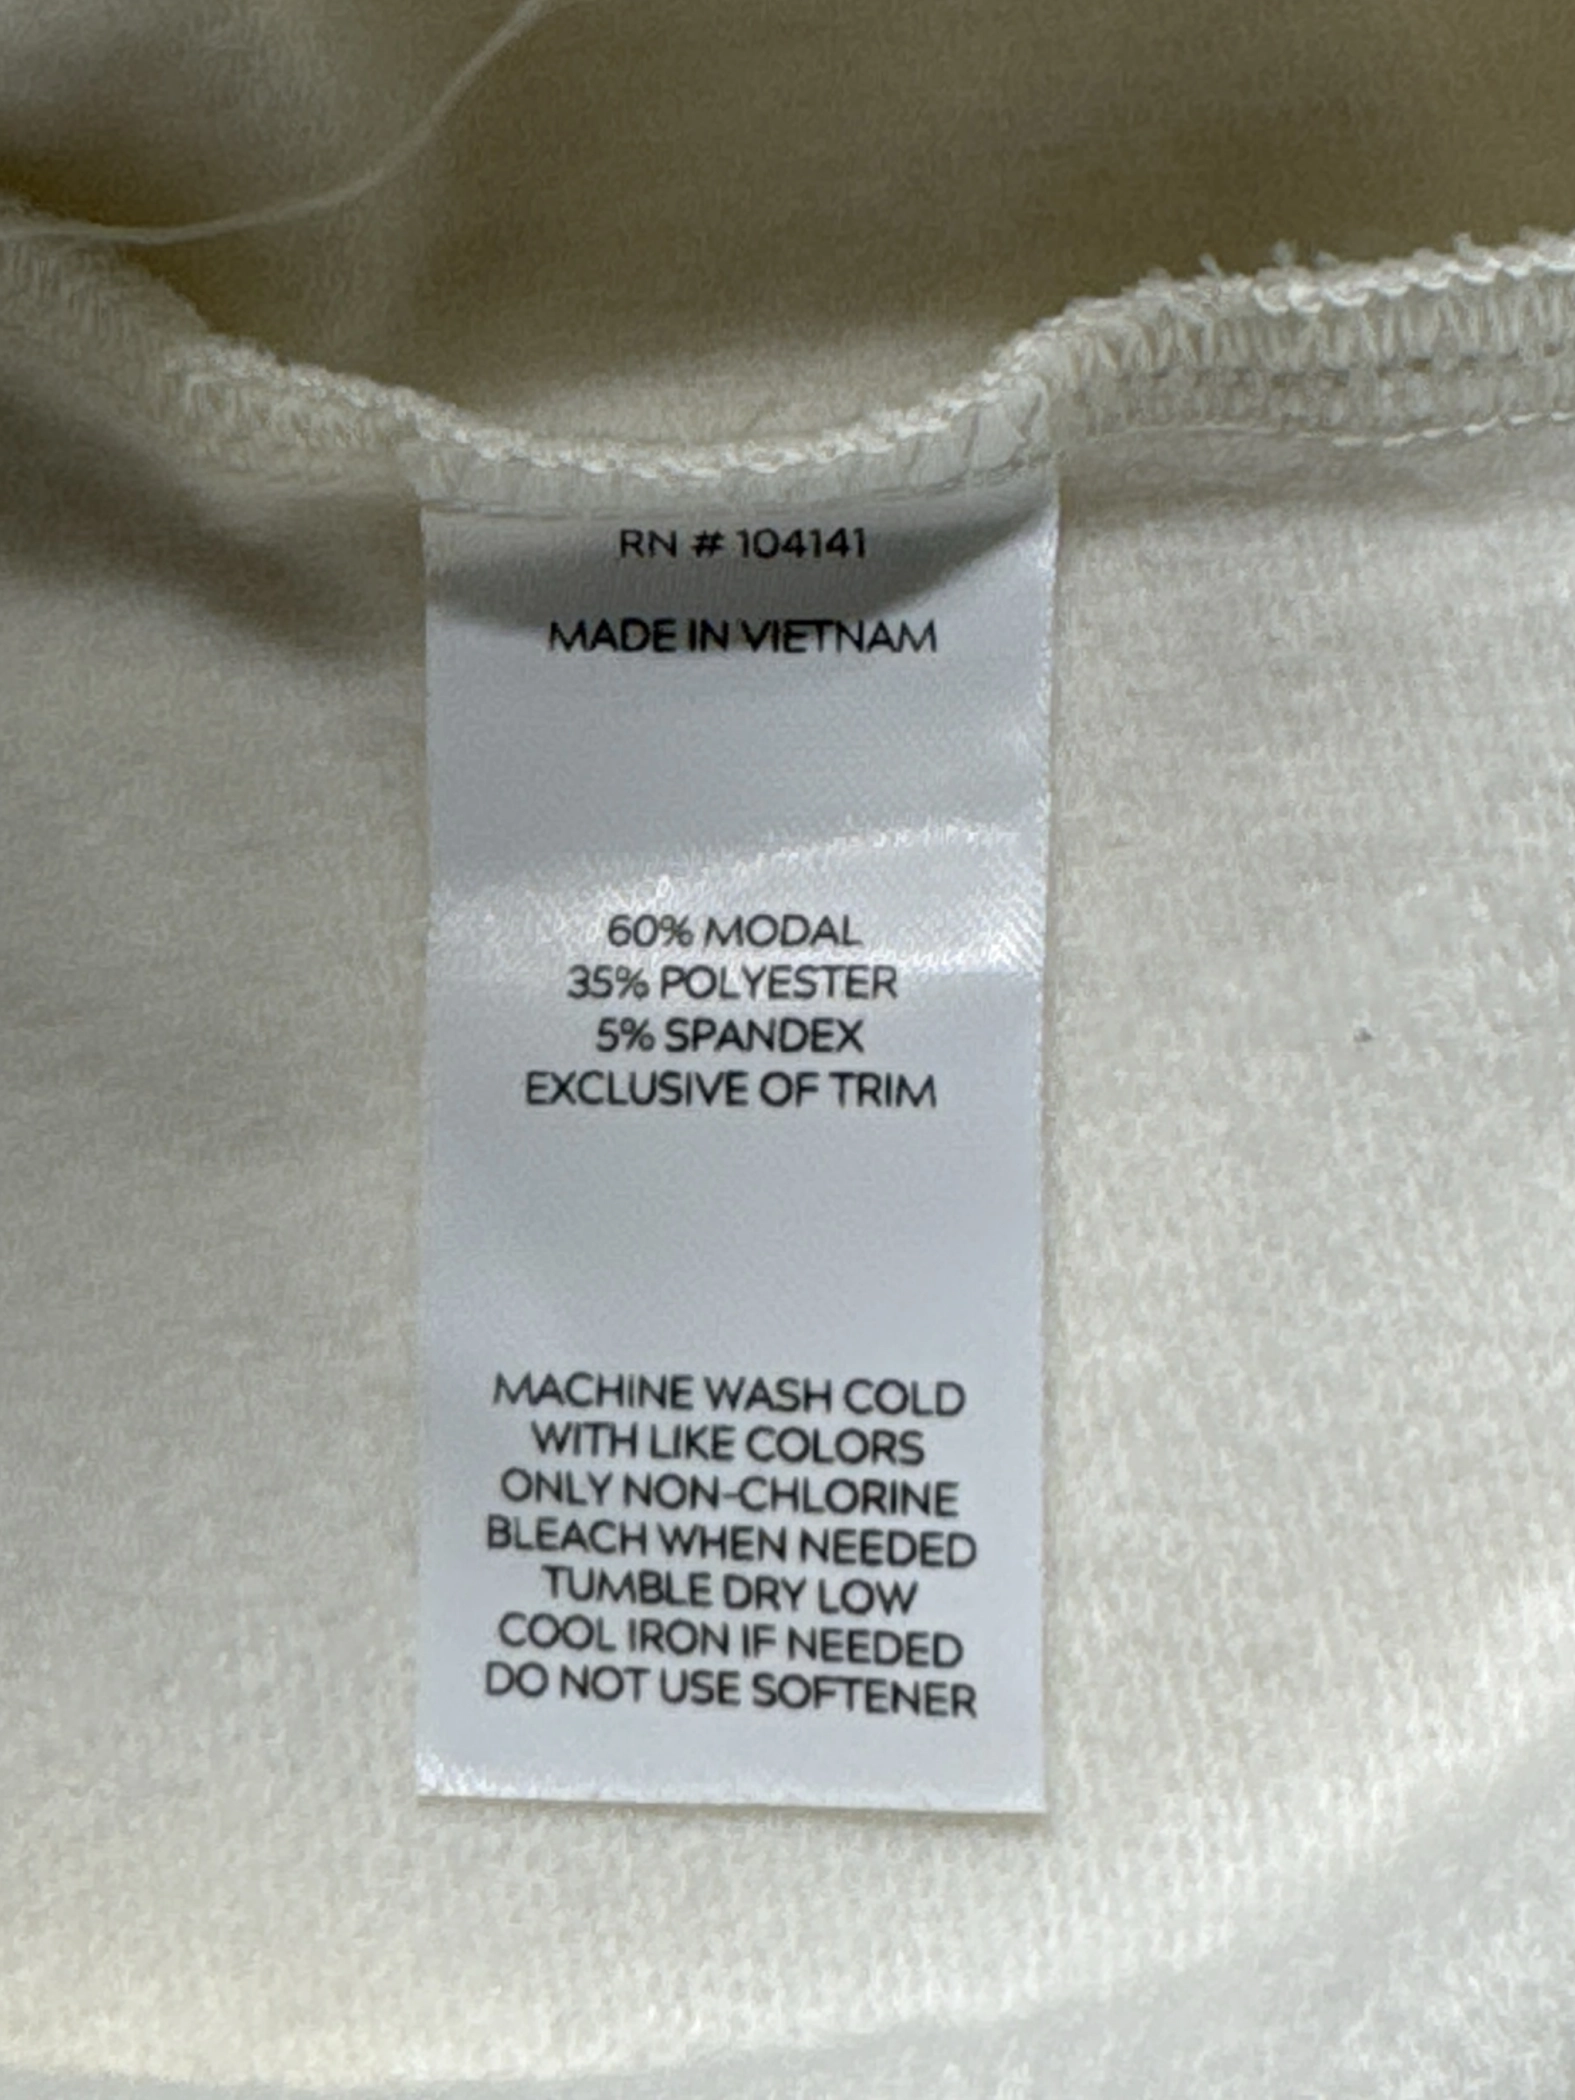 RN # 104141
MADE IN VIETNAM
60% MODAL
35% POLYESTER
5% SPANDEX
EXCLUSIVE OF TRIM
MACHINE WASH COLD
WITH LIKE COLORS
ONLY NON-CHLORINE
BLEACH WHEN NEEDED
TUMBLE DRY LOW
COOL IRON IF NEEDED
DO NOT USE SOFTENER